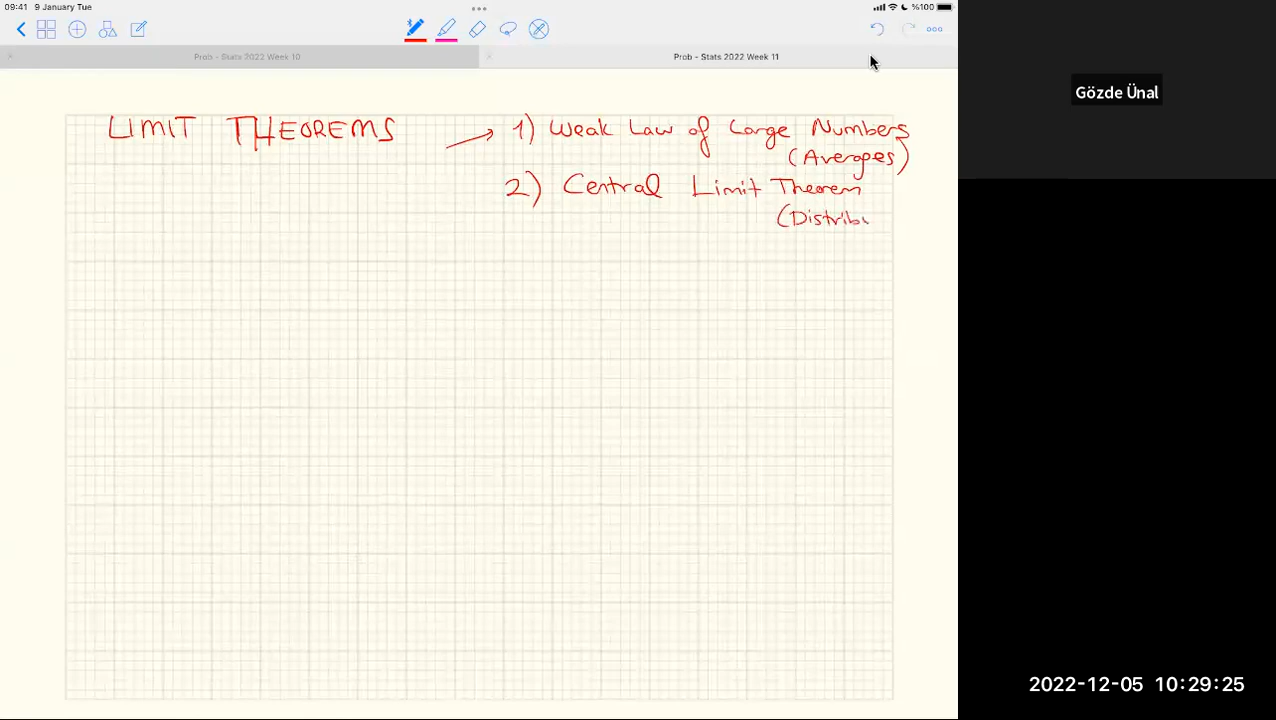 09:41 9 January Tue
%100
Prob - Stats 2022 Week 10
Prob - Stats 2022 Week 11
Gözde Ünal
LIMIT THEOREMS
1) Weak Law of Large Numbers
(Averages)
2) Central Limit Theorem
(Distribu
2022-12-05 10:29:25